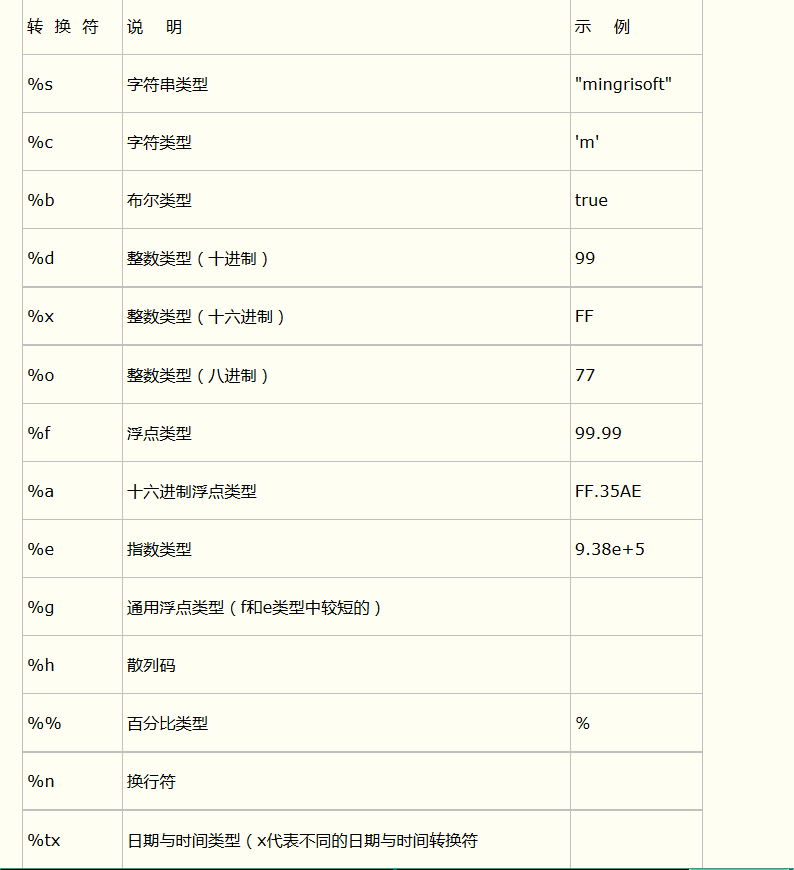 转 换 符 说 明 示 例
%s 字符串类型 "mingrisoft"
%c 字符类型 'm'
%b 布尔类型 true
%d 整数类型（十进制） 99
%x 整数类型（十六进制） FF
%o 整数类型（八进制） 77
%f 浮点类型 99.99
%a 十六进制浮点类型 FF.35AE
%e 指数类型 9.38e+5
%g 通用浮点类型（f和e类型中较短的）
%h 散列码
%% 百分比类型 %
%n 换行符
%tx 日期与时间类型（x代表不同的日期与时间转换符